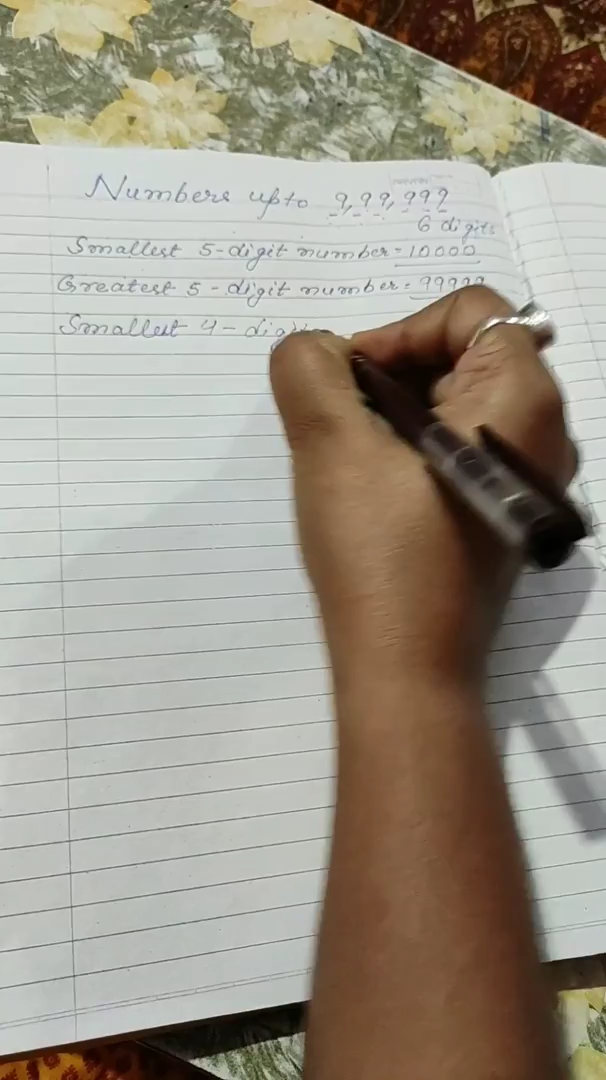 Numbers upto 9,99,999
6 digits
Smallest 5-digit number = 10000
Greatest 5-digit number = 99999
Smallest 4-digit